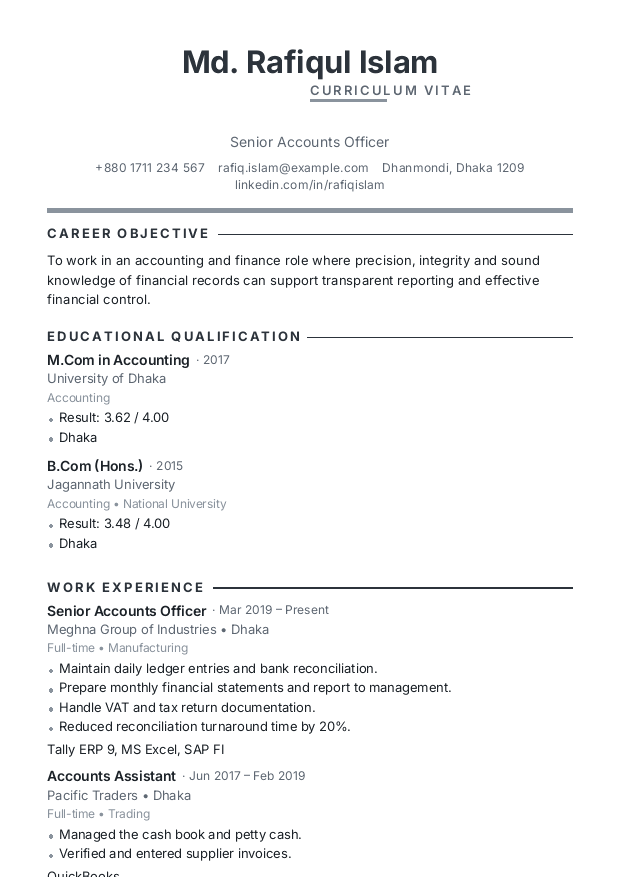 Md. Rafiqul Islam
CURRICULUM VITAE
Senior Accounts Officer
+880 1711 234 567 rafiq.islam@example.com Dhanmondi, Dhaka 1209
linkedin.com/in/rafiqislam
CAREER OBJECTIVE
To work in an accounting and finance role where precision, integrity and sound
knowledge of financial records can support transparent reporting and effective
financial control.
EDUCATIONAL QUALIFICATION
M.Com in Accounting · 2017
University of Dhaka
Accounting
• Result: 3.62 / 4.00
• Dhaka
B.Com (Hons.) · 2015
Jagannath University
Accounting • National University
• Result: 3.48 / 4.00
• Dhaka
WORK EXPERIENCE
Senior Accounts Officer · Mar 2019 – Present
Meghna Group of Industries • Dhaka
Full-time • Manufacturing
• Maintain daily ledger entries and bank reconciliation.
• Prepare monthly financial statements and report to management.
• Handle VAT and tax return documentation.
• Reduced reconciliation turnaround time by 20%.
Tally ERP 9, MS Excel, SAP FI
Accounts Assistant · Jun 2017 – Feb 2019
Pacific Traders • Dhaka
Full-time • Trading
• Managed the cash book and petty cash.
• Verified and entered supplier invoices.
QuickBooks